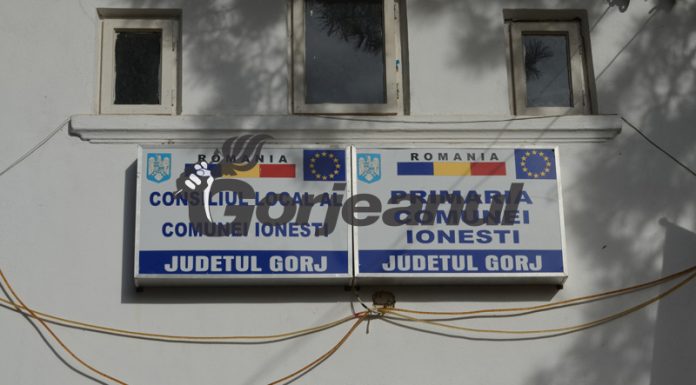 ROMANIA
CONSILIUL LOCAL AL
COMUNEI IONESTI
JUDETUL GORJ
ROMANIA
PRIMARIA
COMUNEI
IONESTI
JUDETUL GORJ
Gorjeanul